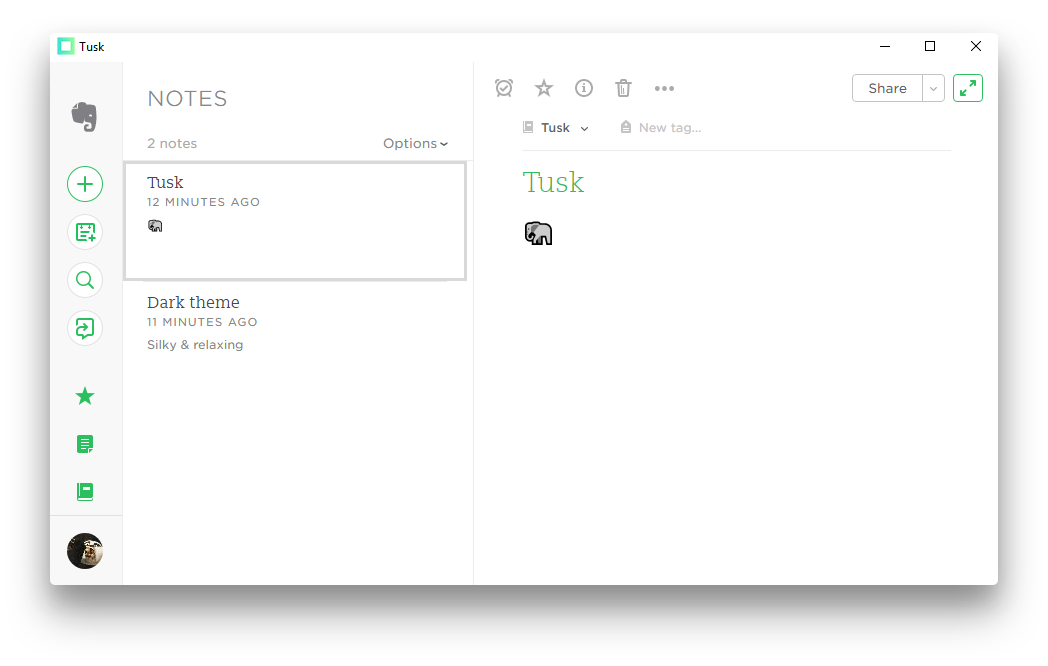 Tusk
NOTES
2 notes
Options
Tusk
12 MINUTES AGO
Dark theme
11 MINUTES AGO
Silky & relaxing
Share
Tusk
New tag...
Tusk